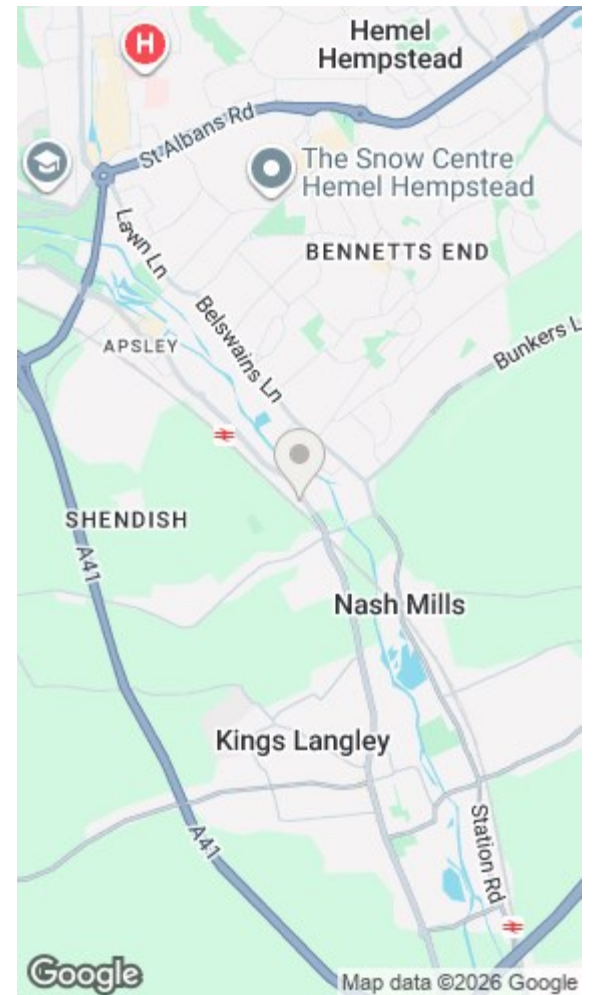 Hemel
Hempstead
H
St Albans Rd
The Snow Centre
Hemel Hempstead
Lawn Ln
BENNETTS END
Belswains Ln
Bunkers L
APSLEY
SHENDISH
A41
Nash Mills
Kings Langley
Station Rd
A41
Google
Map data ©2026 Google